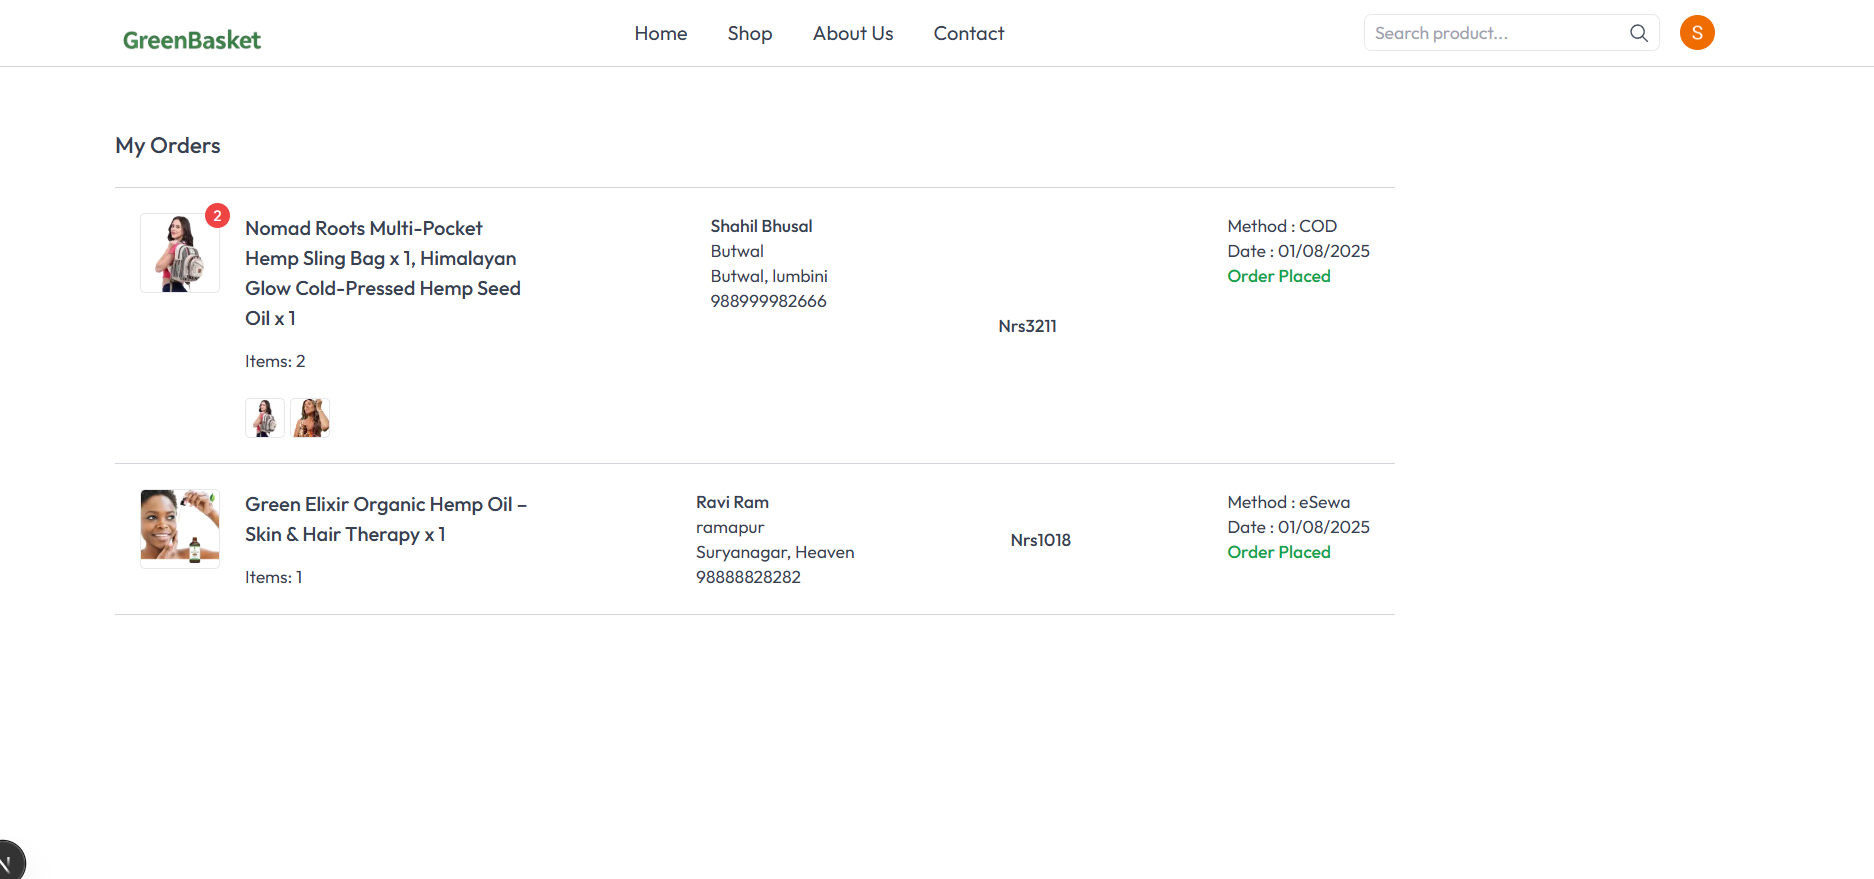 GreenBasket
Home
Shop
About Us
Contact
Search product...
S
My Orders
2
Nomad Roots Multi-Pocket
Hemp Sling Bag x 1, Himalayan
Glow Cold-Pressed Hemp Seed
Oil x 1
Items: 2
Shahil Bhusal
Butwal
Butwal, lumbini
988999982666
Nrs3211
Method : COD
Date : 01/08/2025
Order Placed
Green Elixir Organic Hemp Oil –
Skin & Hair Therapy x 1
Items: 1
Ravi Ram
ramapur
Suryanagar, Heaven
98888828282
Nrs1018
Method : eSewa
Date : 01/08/2025
Order Placed
N